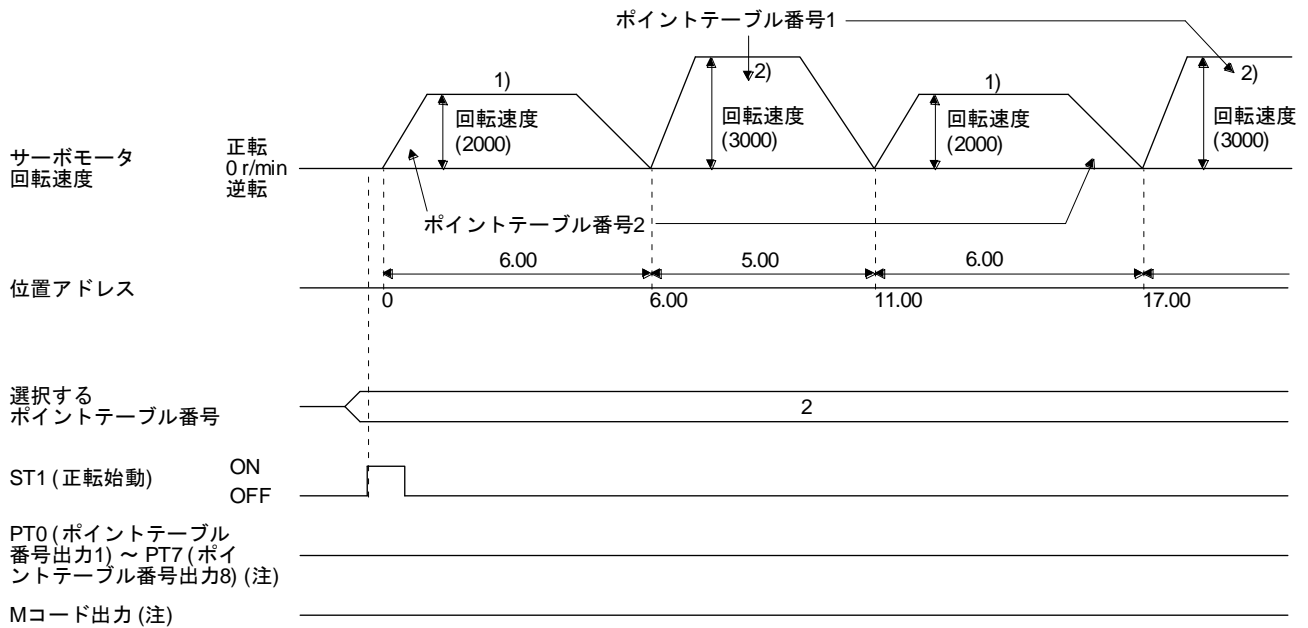 ポイントテーブル番号1
1)
2)
1)
2)
回転速度
(2000)
回転速度
(3000)
回転速度
(2000)
回転速度
(3000)
サーボモータ
回転速度
正転
0 r/min
逆転
ポイントテーブル番号2
6.00
5.00
6.00
位置アドレス
0
6.00
11.00
17.00
選択する
ポイントテーブル番号
2
ST1 (正転始動)
ON
OFF
PT0 (ポイントテーブル
番号出力1) ～ PT7 (ポイ
ントテーブル番号出力8) (注)
Mコード出力 (注)